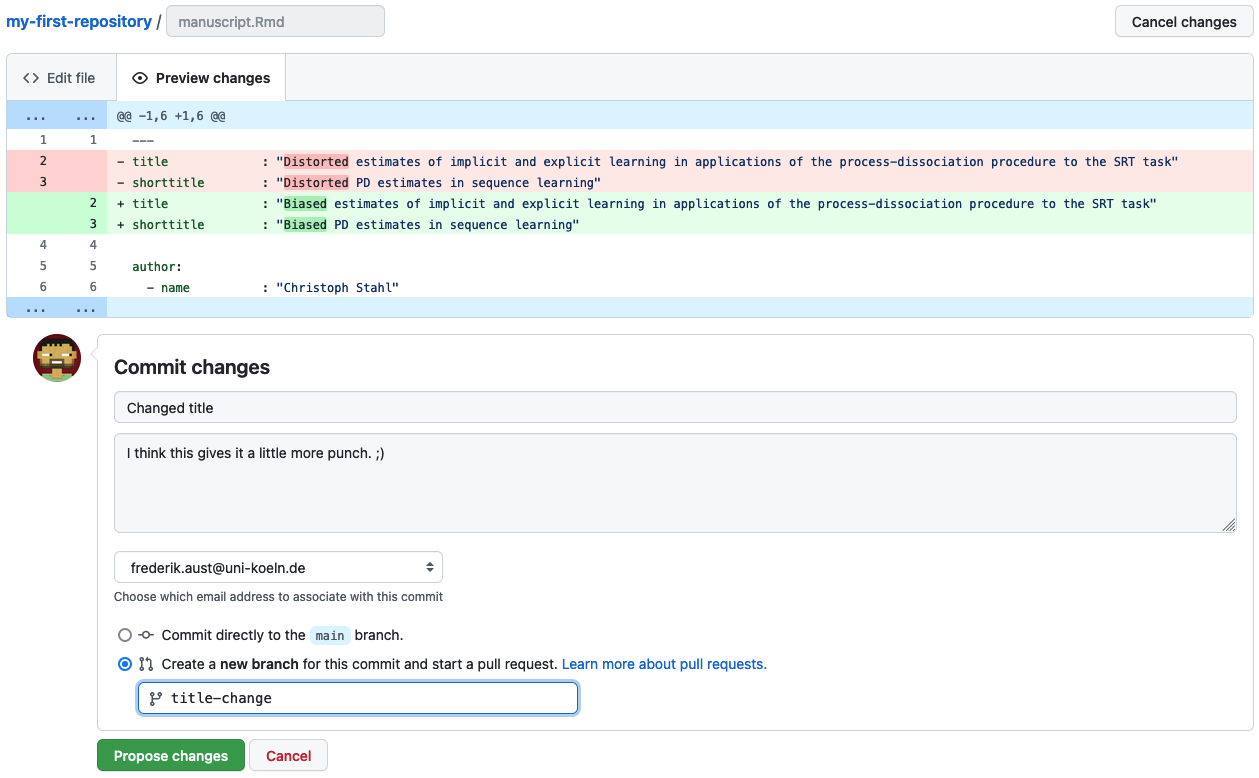 my-first-repository / manuscript.Rmd Cancel changes
<> Edit file Preview changes
... ... @@ -1,6 +1,6 @@
1 1 ---
2 - title : "Distorted estimates of implicit and explicit learning in applications of the process-dissociation procedure to the SRT task"
3 - shorttitle : "Distorted PD estimates in sequence learning"
2 + title : "Biased estimates of implicit and explicit learning in applications of the process-dissociation procedure to the SRT task"
3 + shorttitle : "Biased PD estimates in sequence learning"
4 4
5 5 author:
6 6 - name : "Christoph Stahl"
... ...
Commit changes
Changed title
I think this gives it a little more punch. ;)
frederik.aust@uni-koeln.de
Choose which email address to associate with this commit
Commit directly to the main branch.
Create a new branch for this commit and start a pull request. Learn more about pull requests.
title-change
Propose changes Cancel